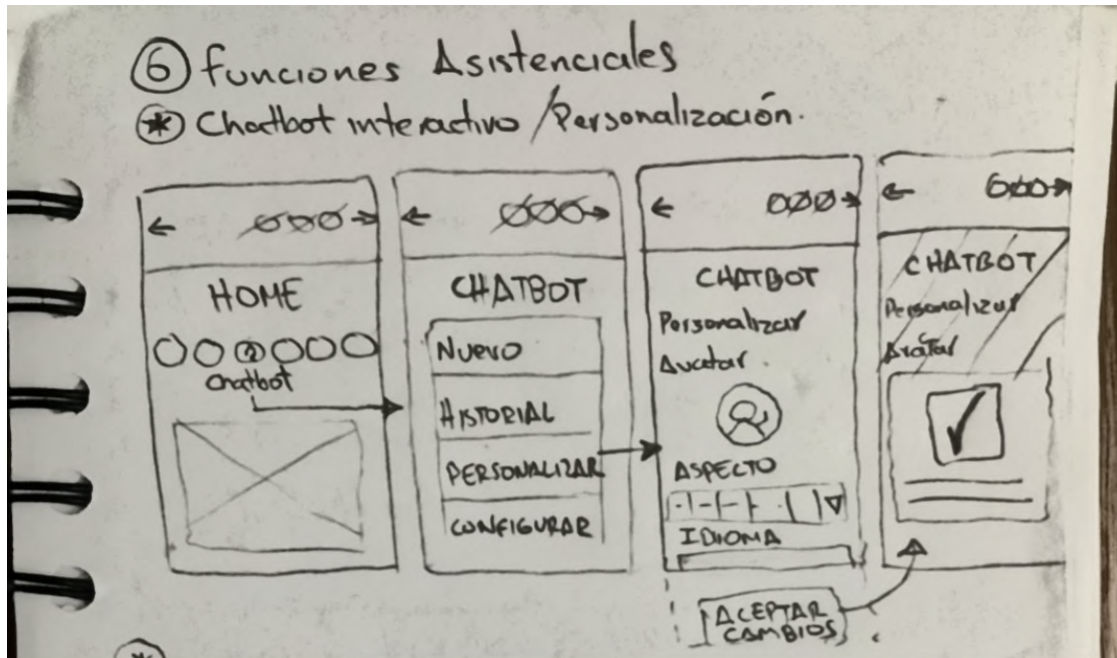 6 Funciones Asistenciales
* Chatbot interactivo / Personalización.
HOME
Chatbot
CHATBOT
NUEVO
HISTORIAL
PERSONALIZAR
CONFIGURAR
CHATBOT
Personalizar
Avatar.
ASPECTO
IDIOMA
ACEPTAR
CAMBIOS
CHATBOT
Personalizar
Avatar
*